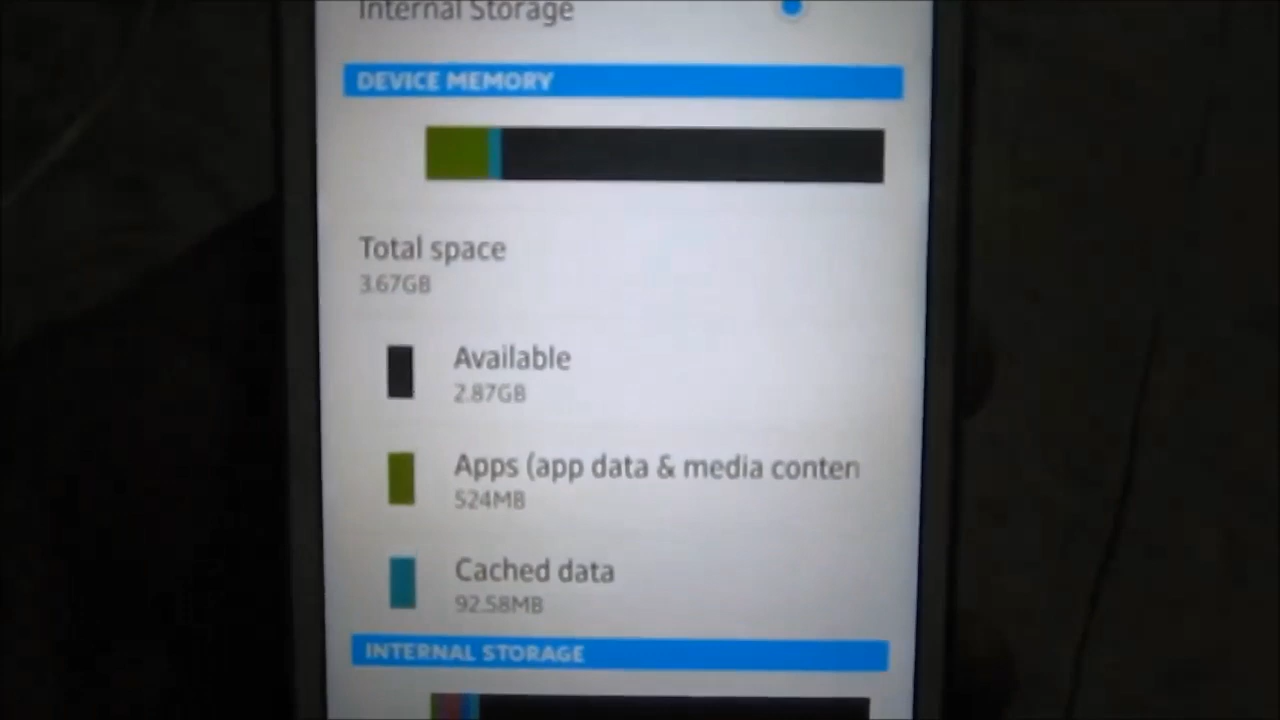 Internal Storage
DEVICE MEMORY
Total space
3.67GB
Available
2.87GB
Apps (app data & media conten
524MB
Cached data
92.58MB
INTERNAL STORAGE